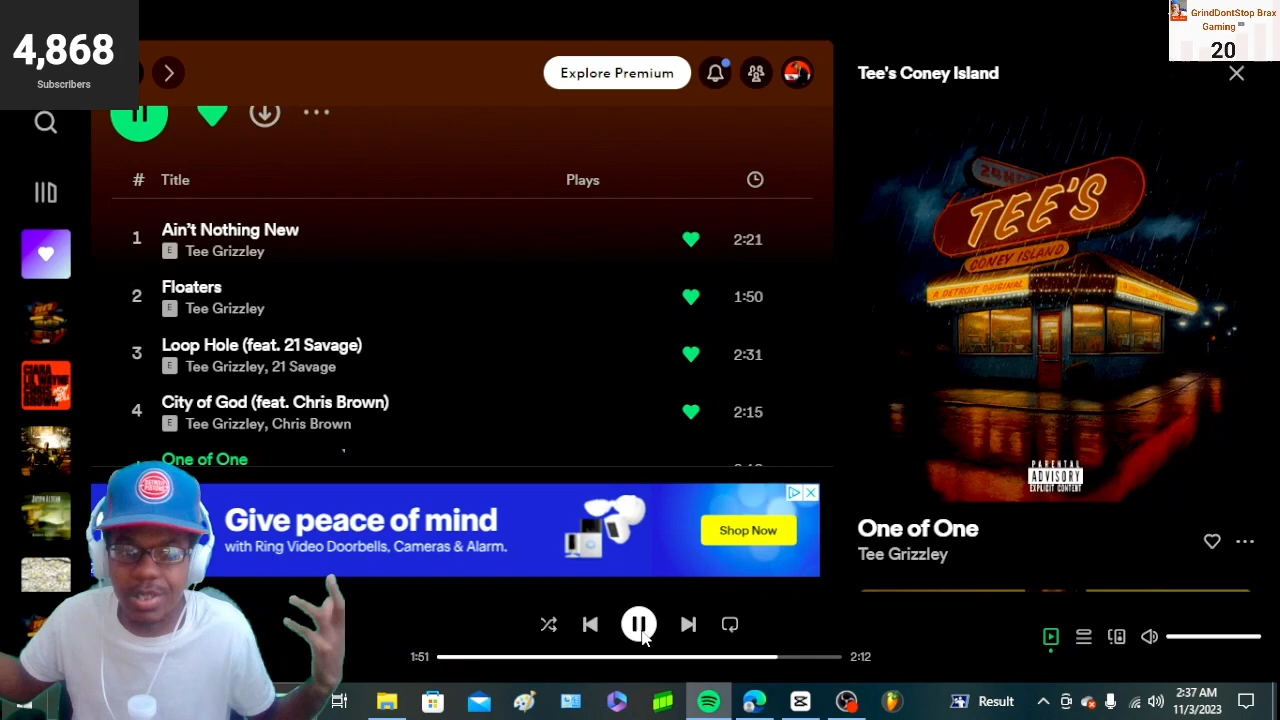 4,868
Subscribers
GrindDontStop Brax
Gaming
20
Explore Premium
Tee's Coney Island
# Title Plays
1 Ain't Nothing New 2:21
E Tee Grizzley
2 Floaters 1:50
E Tee Grizzley
3 Loop Hole (feat. 21 Savage) 2:31
E Tee Grizzley, 21 Savage
4 City of God (feat. Chris Brown) 2:15
E Tee Grizzley, Chris Brown
One of One
24HR
TEE'S
CONEY ISLAND
A DETROIT ORIGINAL
PARENTAL
ADVISORY
EXPLICIT CONTENT
Give peace of mind
with Ring Video Doorbells, Cameras & Alarm.
Shop Now
One of One
Tee Grizzley
1:51 2:12
Result
2:37 AM
11/3/2023